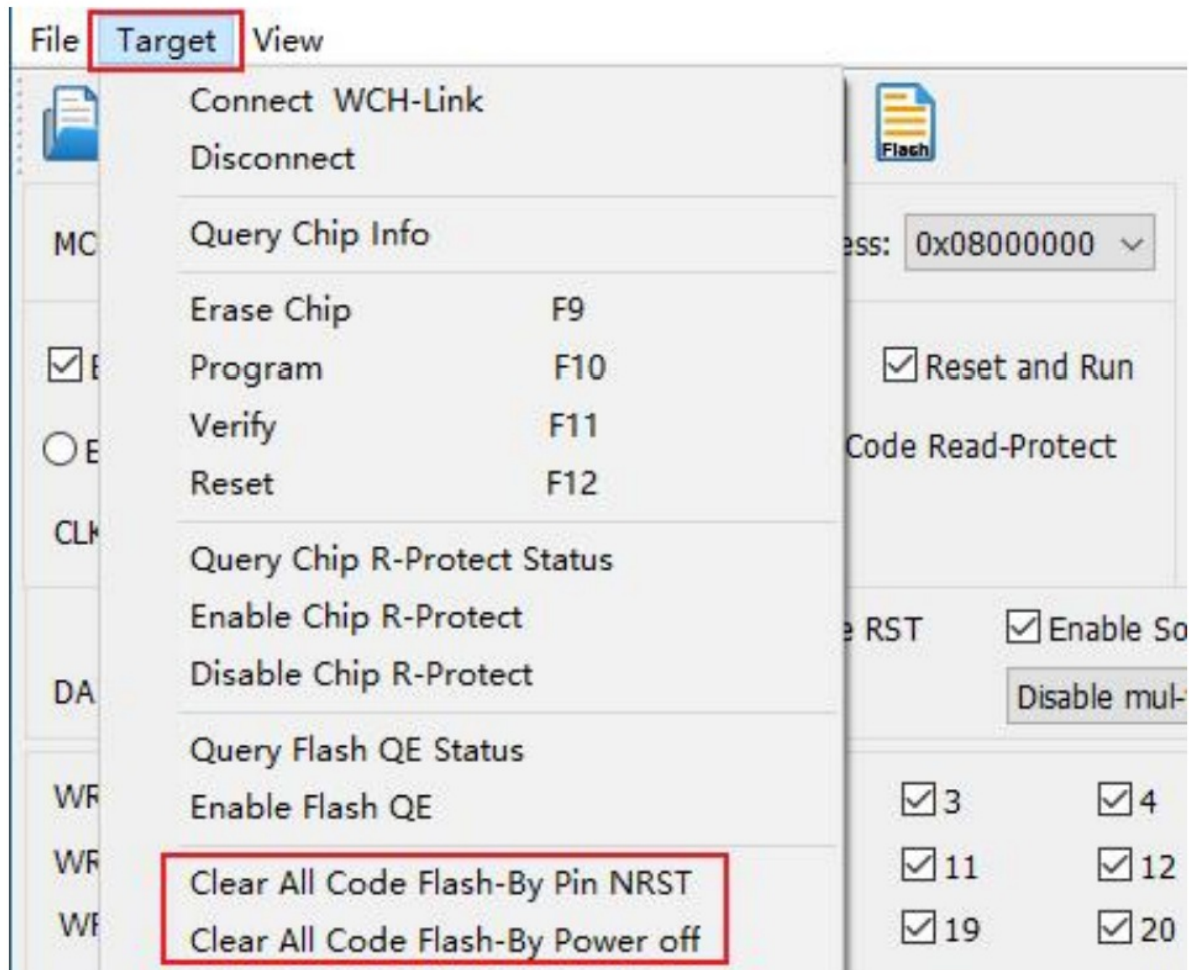 File Target View
Connect WCH-Link
Disconnect
Flash
Query Chip Info
MC
ess: 0x08000000
Erase Chip F9
Program F10
Reset and Run
Verify F11
Code Read-Protect
Reset F12
CLK
Query Chip R-Protect Status
Enable Chip R-Protect
e RST
Enable So
Disable Chip R-Protect
DA
Disable mul-
Query Flash QE Status
Enable Flash QE
WR
3
4
Clear All Code Flash-By Pin NRST
WR
11
12
Clear All Code Flash-By Power off
WR
19
20